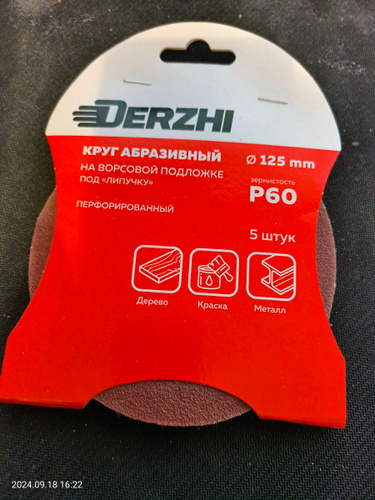 DERZHI
КРУГ АБРАЗИВНЫЙ
НА ВОРСОВОЙ ПОДЛОЖКЕ
ПОД «ЛИПУЧКУ»
ПЕРФОРИРОВАННЫЙ
Ø 125 mm
зернистость
P60
5 штук
Дерево
Краска
Металл
2024.09.18 16:22